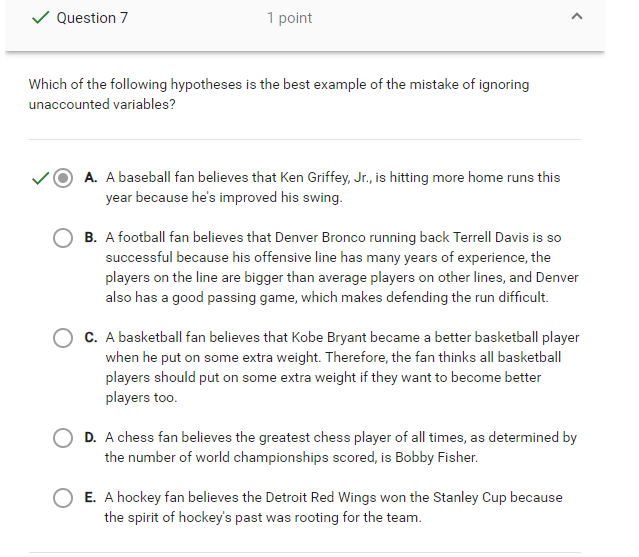 Question 7 1 point
Which of the following hypotheses is the best example of the mistake of ignoring
unaccounted variables?
A. A baseball fan believes that Ken Griffey, Jr., is hitting more home runs this
year because he's improved his swing.
B. A football fan believes that Denver Bronco running back Terrell Davis is so
successful because his offensive line has many years of experience, the
players on the line are bigger than average players on other lines, and Denver
also has a good passing game, which makes defending the run difficult.
C. A basketball fan believes that Kobe Bryant became a better basketball player
when he put on some extra weight. Therefore, the fan thinks all basketball
players should put on some extra weight if they want to become better
players too.
D. A chess fan believes the greatest chess player of all times, as determined by
the number of world championships scored, is Bobby Fisher.
E. A hockey fan believes the Detroit Red Wings won the Stanley Cup because
the spirit of hockey's past was rooting for the team.